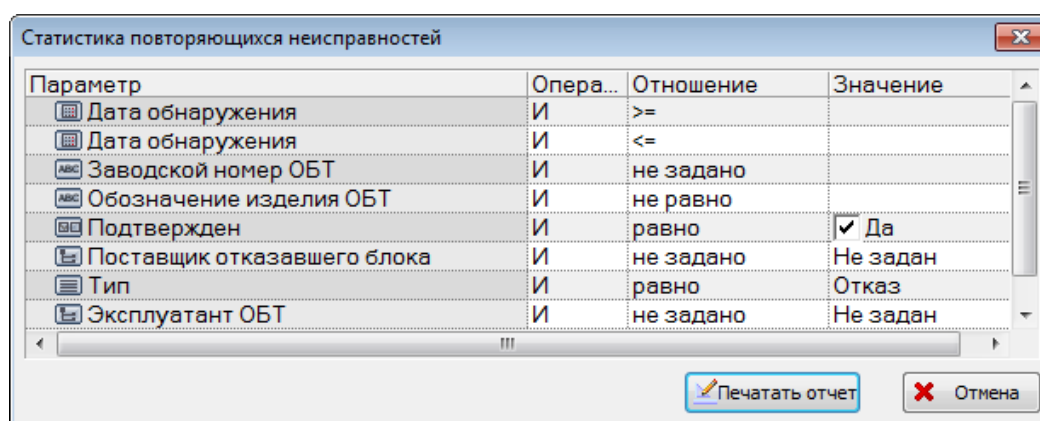 Статистика повторяющихся неисправностей
Параметр Опера... Отношение Значение
Дата обнаружения И >=
Дата обнаружения И <=
ABC Заводской номер ОБТ И не задано
ABC Обозначение изделия ОБТ И не равно
Подтвержден И равно Да
Поставщик отказавшего блока И не задано Не задан
Тип И равно Отказ
Эксплуатант ОБТ И не задано Не задан
Печатать отчет Отмена